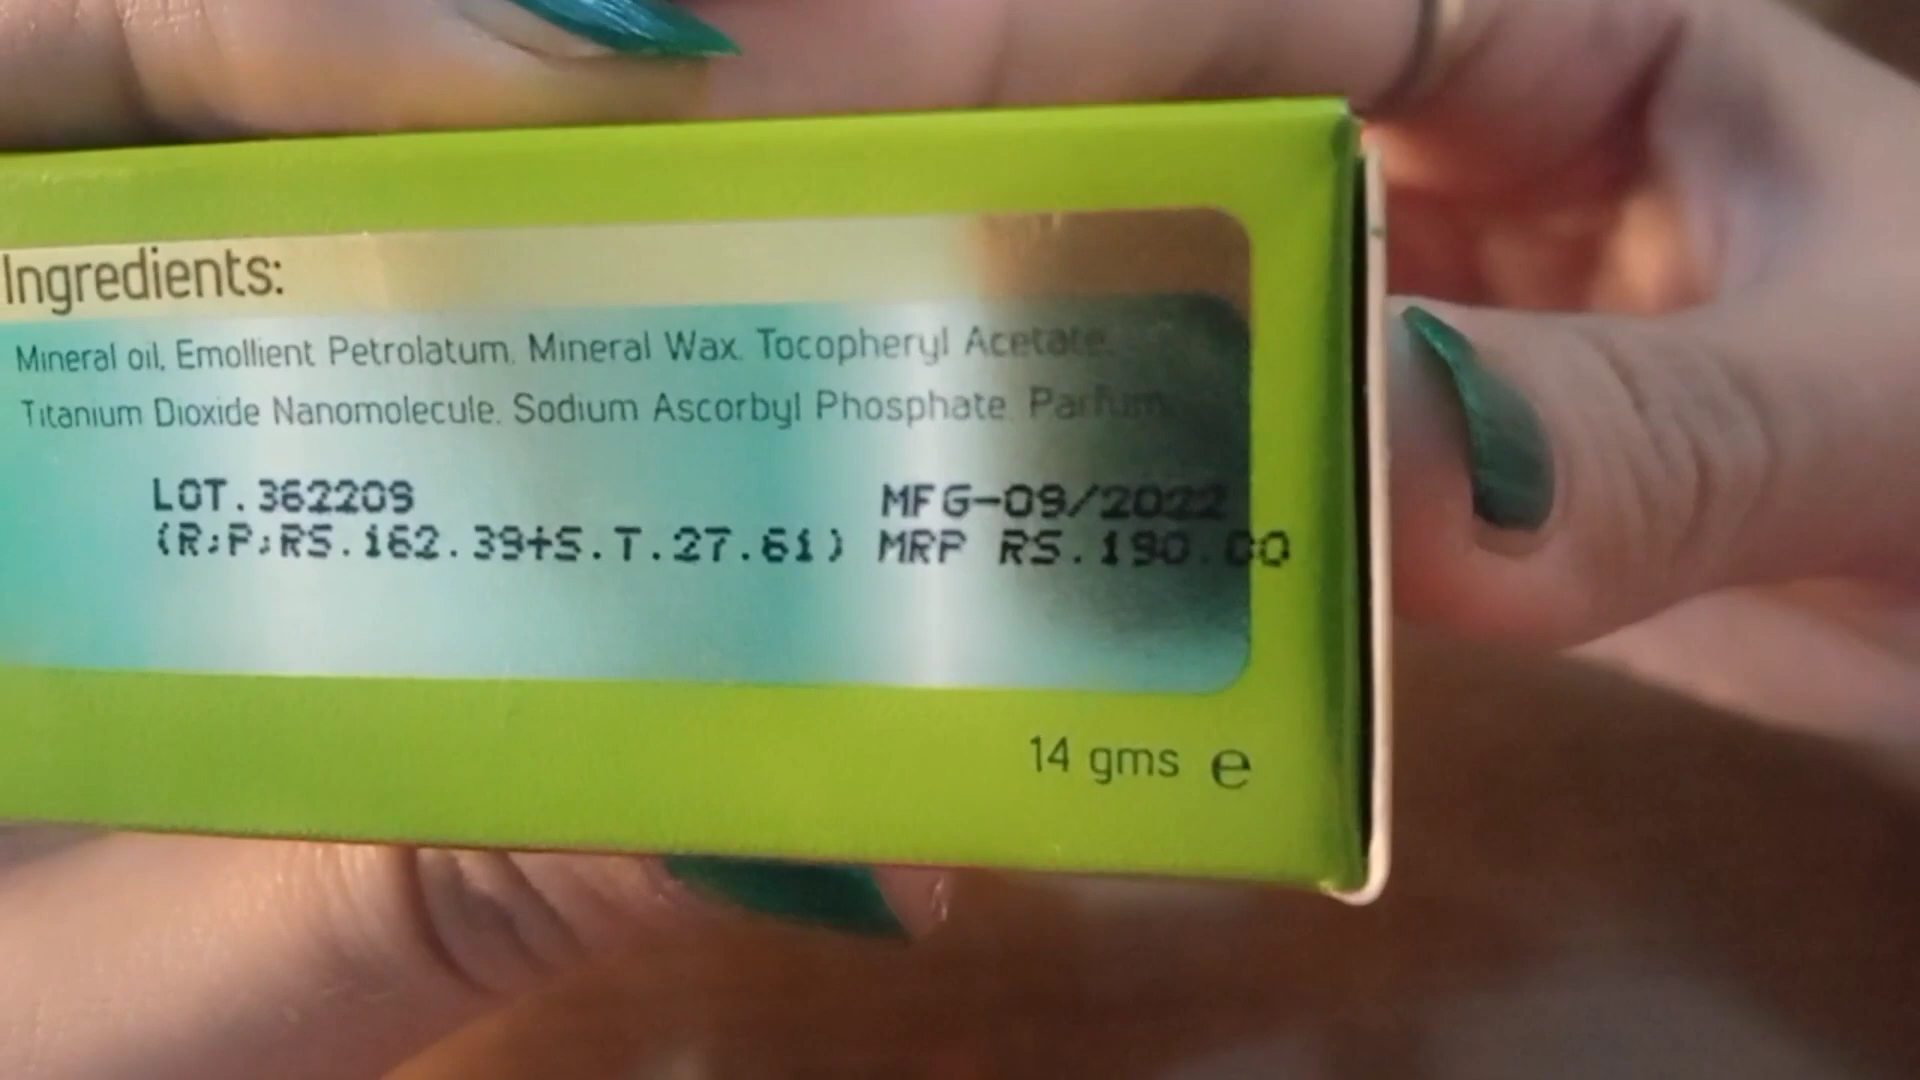 Ingredients:
Mineral oil, Emollient Petrolatum. Mineral Wax. Tocopheryl Acetate.
Titanium Dioxide Nanomolecule. Sodium Ascorbyl Phosphate. Parfum.
LOT.362209 MFG-09/2022
(R;P;RS.162.39+S.T.27.61) MRP RS.190.00
14 gms e